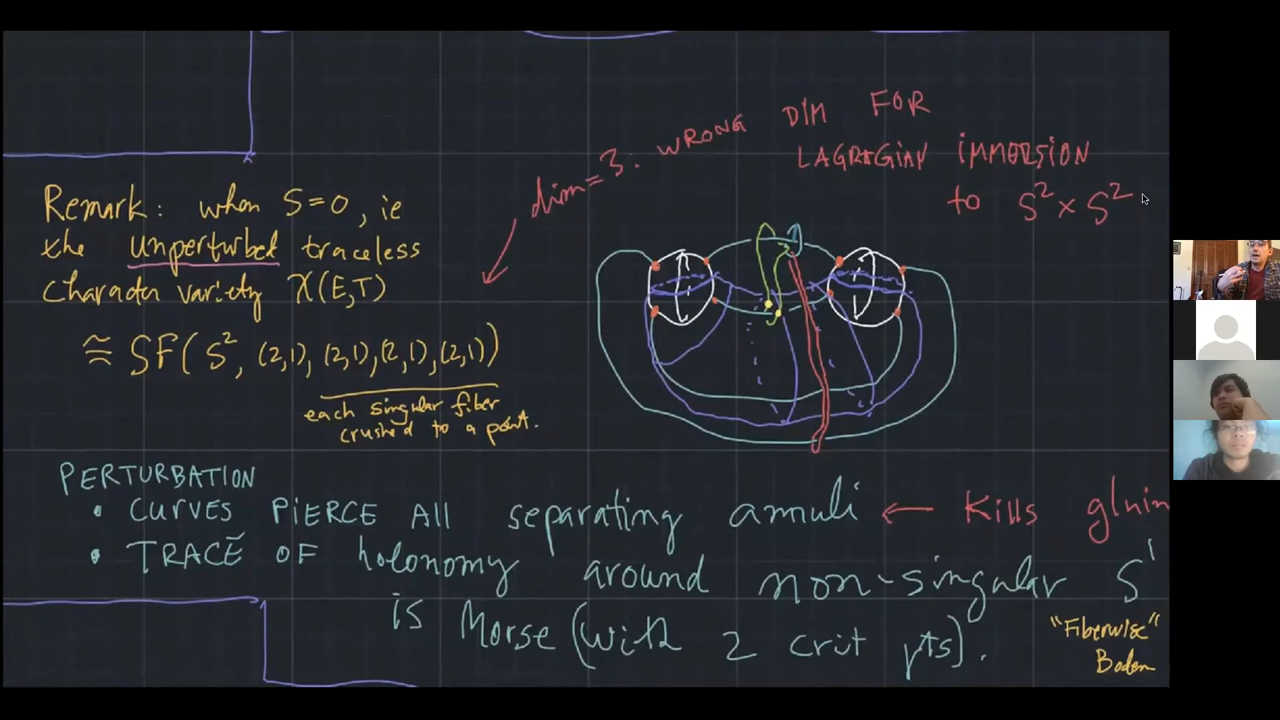 dim=3: WRONG DIM FOR
LAGRAGIAN IMMERSION
to S² × S²
Remark: when S=0, ie
the unperturbed traceless
character variety X(E,T)
≅ SF(S², (2,1), (2,1), (2,1), (2,1))
each singular fiber
crushed to a point.
PERTURBATION
• CURVES PIERCE ALL separating annuli ← Kills gluin
• TRACE OF holonomy around non-singular S¹
is Morse (with 2 crit pts).
"Fiberwise"
Boden